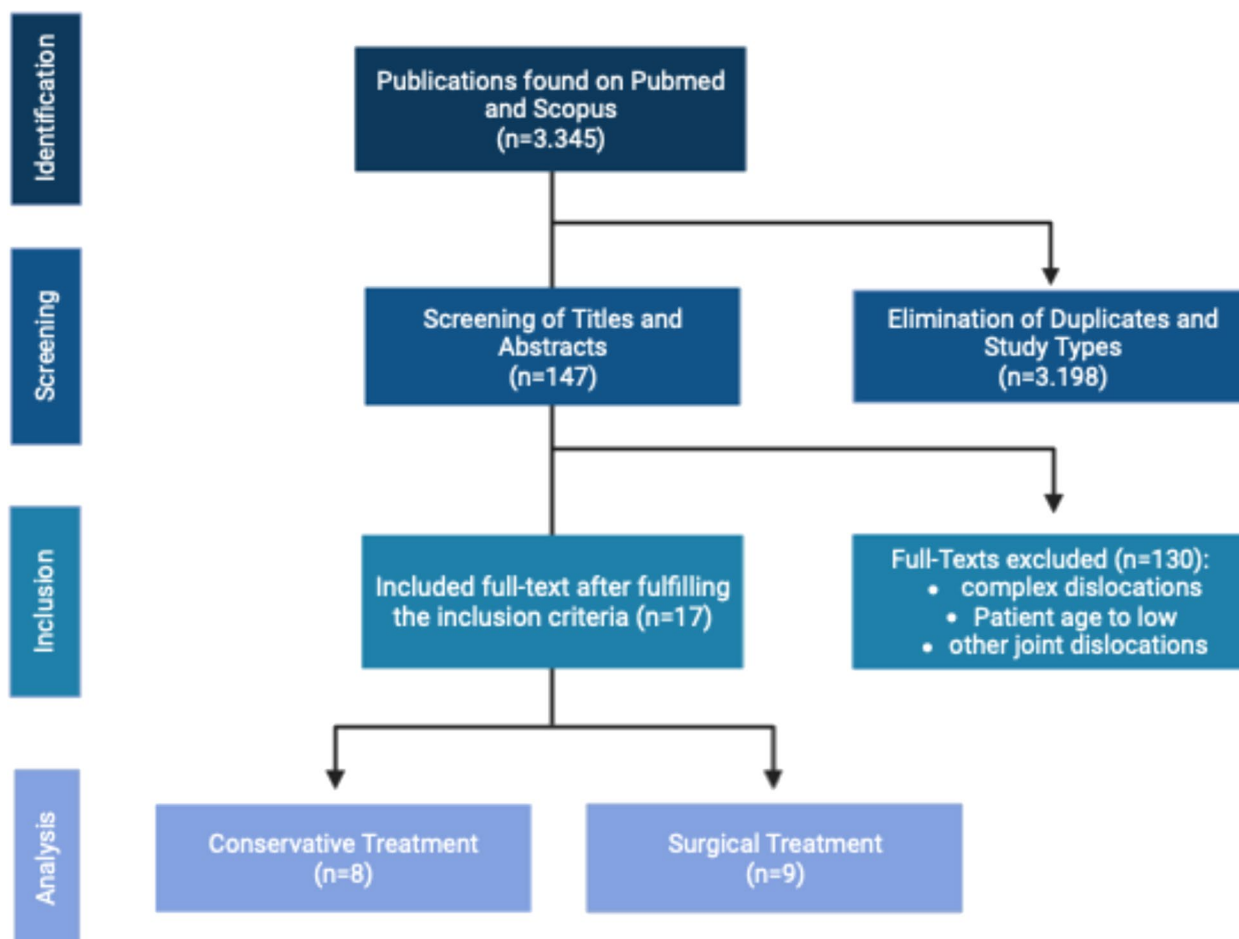 Identification
Publications found on Pubmed
and Scopus
(n=3.345)
Screening
Screening of Titles and
Abstracts
(n=147)
Elimination of Duplicates and
Study Types
(n=3.198)
Inclusion
Included full-text after fulfilling
the inclusion criteria (n=17)
Full-Texts excluded (n=130):
• complex dislocations
• Patient age to low
• other joint dislocations
Analysis
Conservative Treatment
(n=8)
Surgical Treatment
(n=9)